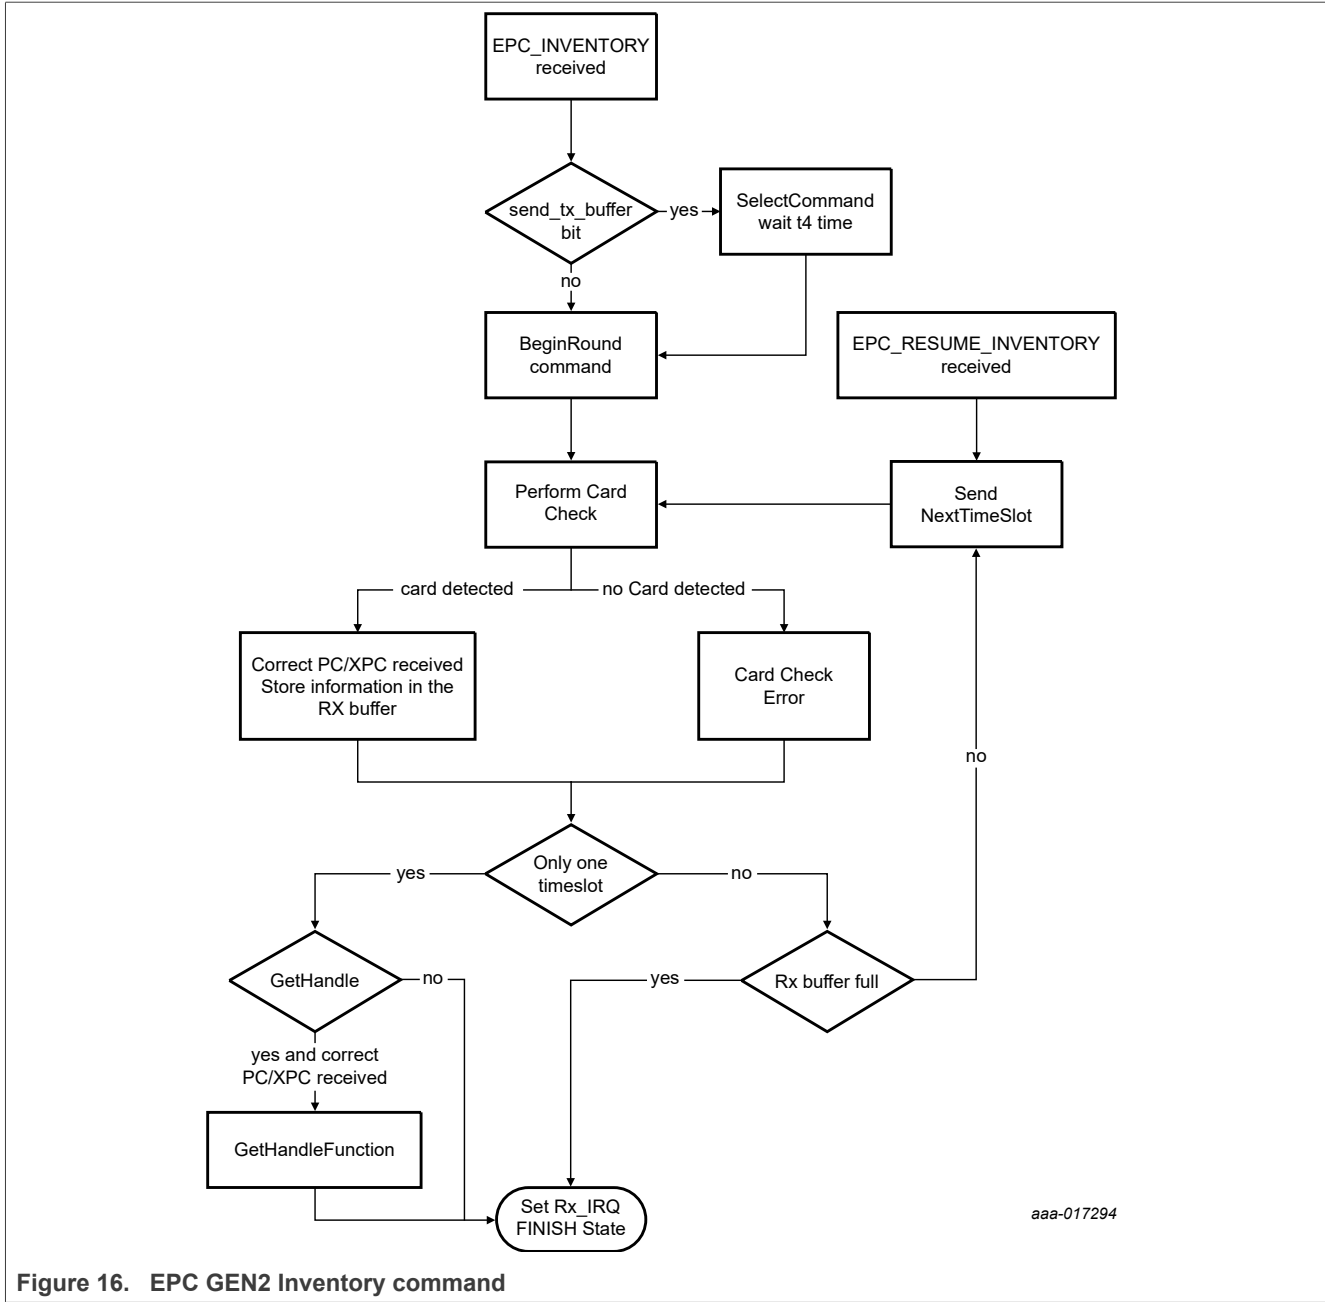 EPC_INVENTORY
received
send_tx_buffer
bit
yes
SelectCommand
wait t4 time
no
BeginRound
command
EPC_RESUME_INVENTORY
received
Perform Card
Check
Send
NextTimeSlot
card detected
no Card detected
Correct PC/XPC received
Store information in the
RX buffer
Card Check
Error
no
Only one
timeslot
yes
no
GetHandle
no
yes
Rx buffer full
yes and correct
PC/XPC received
GetHandleFunction
Set Rx_IRQ
FINISH State
aaa-017294
Figure 16. EPC GEN2 Inventory command